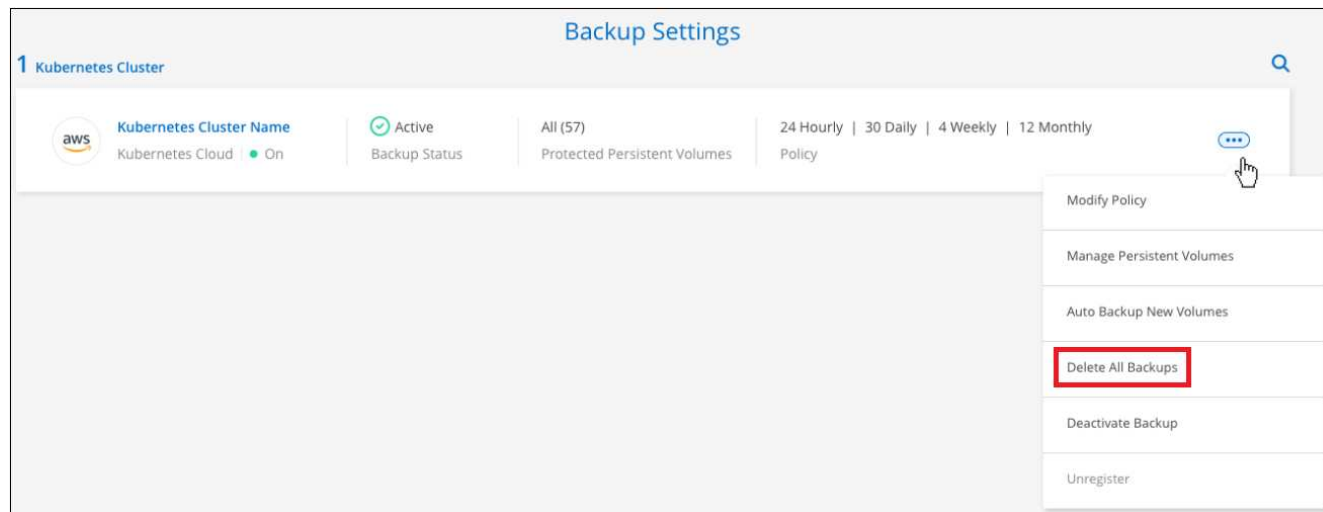 Backup Settings
1 Kubernetes Cluster
aws
Kubernetes Cluster Name
Kubernetes Cloud | On
Active
Backup Status
All (57)
Protected Persistent Volumes
24 Hourly | 30 Daily | 4 Weekly | 12 Monthly
Policy
Modify Policy
Manage Persistent Volumes
Auto Backup New Volumes
Delete All Backups
Deactivate Backup
Unregister